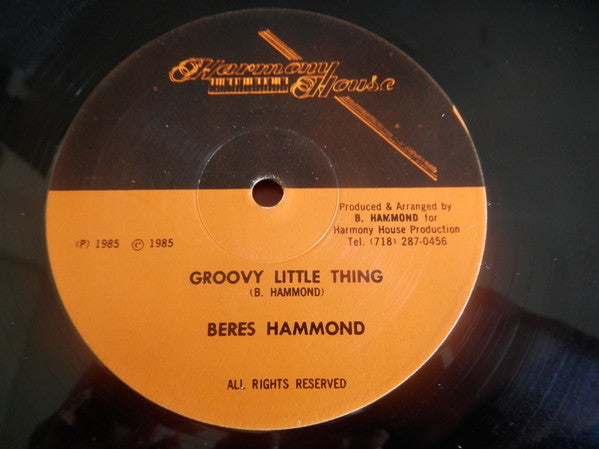 Harmony
House
Produced & Arranged by
B. HAMMOND for
Harmony House Production
Tel. (718) 287-0456
(P) 1985 © 1985
GROOVY LITTLE THING
(B. HAMMOND)
BERES HAMMOND
ALL RIGHTS RESERVED